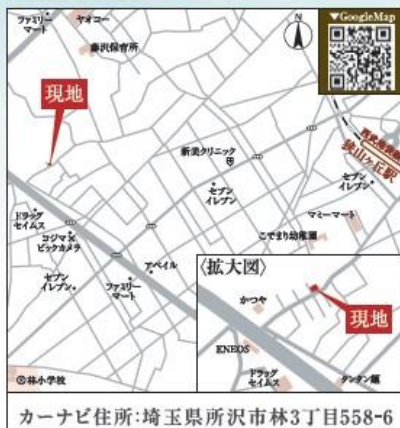 ▼GoogleMap
ファミリー
マート
ヤオコー
藤沢保育所
現地
狭山ヶ丘駅
新美クリニック
セブン
イレブン
セブン
イレブン
マミーマート
ドラッグ
セイムス
コジマ×
ビックカメラ
こでまり幼稚園
セブン
イレブン
ファミリー
マート
アベイル
林小学校
〈拡大図〉
かつや
現地
ENEOS
ドラッグ
セイムス
タンタン麺
カーナビ住所:埼玉県所沢市林3丁目558-6